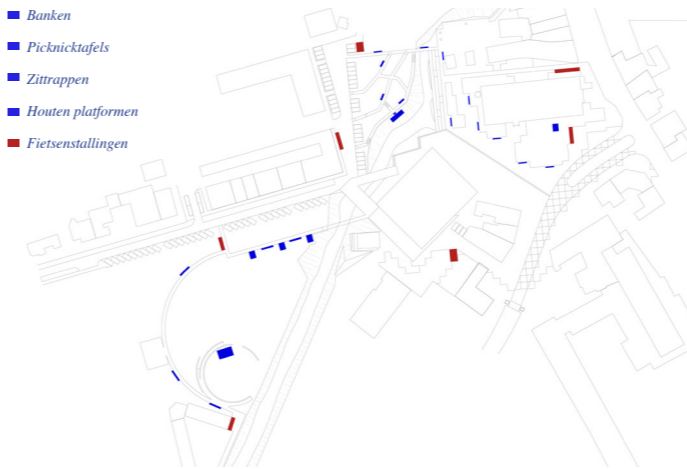 Banken
Picknicktafels
Zittrappen
Houten platformen
Fietsenstallingen